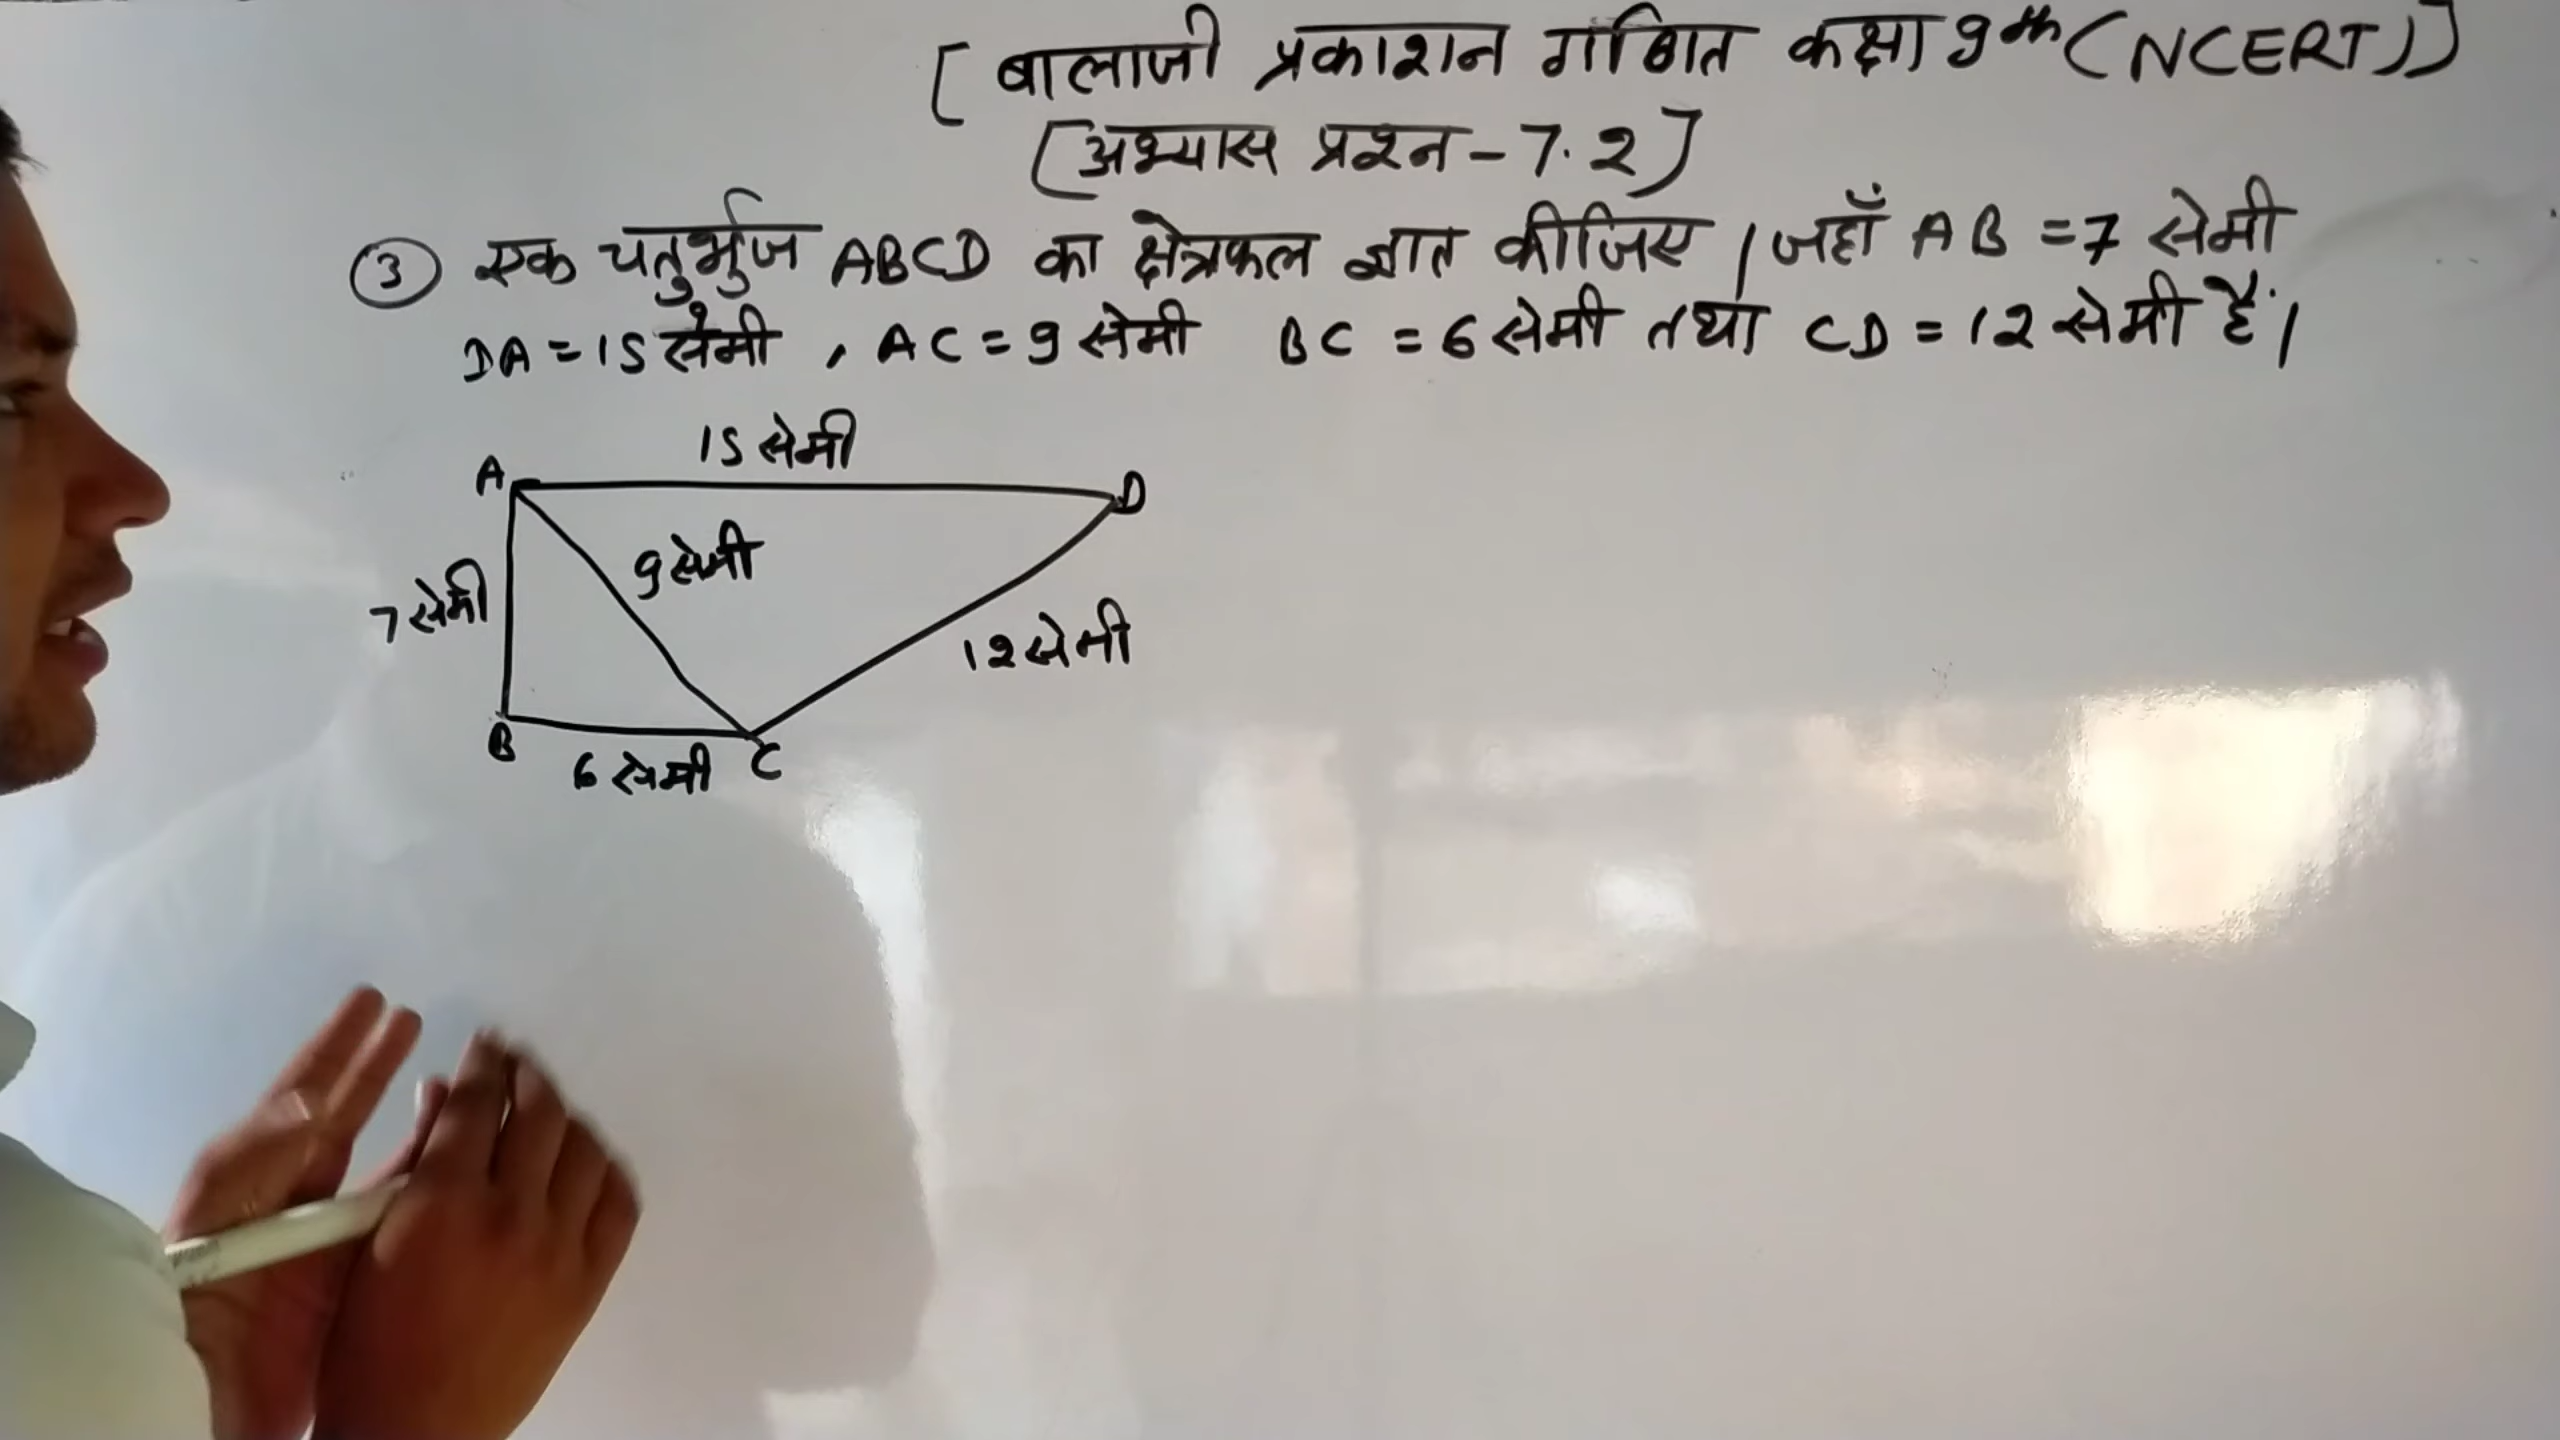 [बालाजी प्रकाशन गणित कक्षा 9th (NCERT)]
[अभ्यास प्रश्न - 7.2]
③ एक चतुर्भुज ABCD का क्षेत्रफल ज्ञात कीजिए । जहाँ AB = 7 सेमी
DA = 15 सेमी , AC = 9 सेमी BC = 6 सेमी तथा CD = 12 सेमी हैं।
15 सेमी
A
D
9 सेमी
7 सेमी
12 सेमी
B
6 सेमी
C